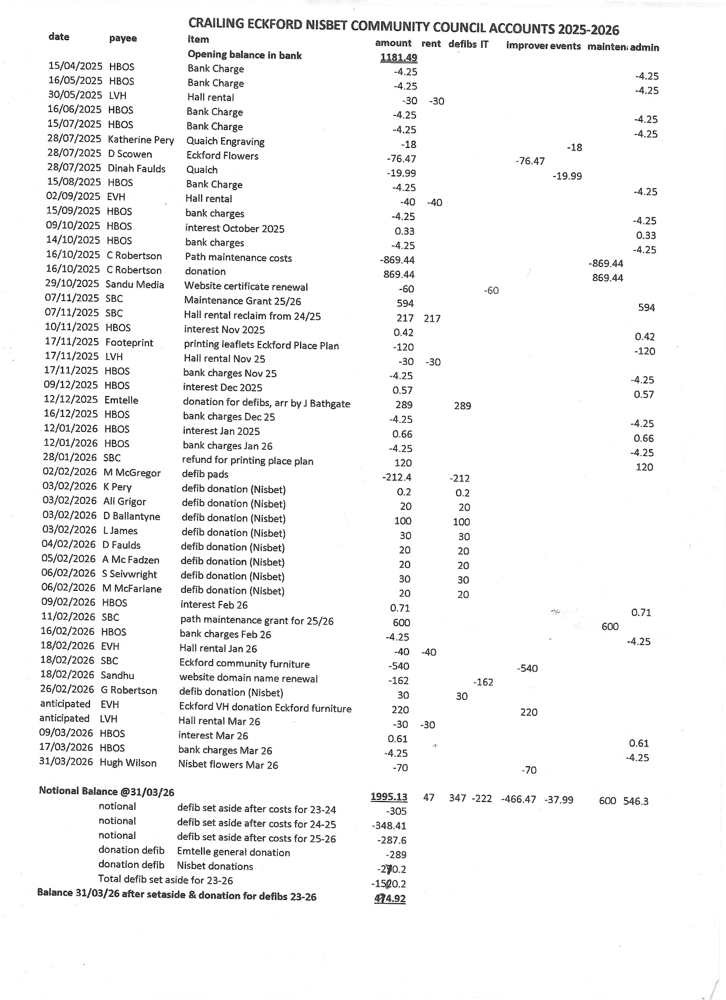 CRAILING ECKFORD NISBET COMMUNITY COUNCIL ACCOUNTS 2025-2026
date payee item amount rent defibs IT improver events mainten: admin
Opening balance in bank 1181.49
15/04/2025 HBOS Bank Charge -4.25 -4.25
16/05/2025 HBOS Bank Charge -4.25 -4.25
30/05/2025 LVH Hall rental -30 -30
16/06/2025 HBOS Bank Charge -4.25 -4.25
15/07/2025 HBOS Bank Charge -4.25 -4.25
28/07/2025 Katherine Pery Quaich Engraving -18 -18
28/07/2025 D Scowen Eckford Flowers -76.47 -76.47
28/07/2025 Dinah Faulds Quaich -19.99 -19.99
15/08/2025 HBOS Bank Charge -4.25 -4.25
02/09/2025 EVH Hall rental -40 -40
15/09/2025 HBOS bank charges -4.25 -4.25
09/10/2025 HBOS interest October 2025 0.33 0.33
14/10/2025 HBOS bank charges -4.25 -4.25
16/10/2025 C Robertson Path maintenance costs -869.44 -869.44
16/10/2025 C Robertson donation 869.44 869.44
29/10/2025 Sandu Media Website certificate renewal -60 -60
07/11/2025 SBC Maintenance Grant 25/26 594 594
07/11/2025 SBC Hall rental reclaim from 24/25 217 217
10/11/2025 HBOS interest Nov 2025 0.42 0.42
17/11/2025 Footeprint printing leaflets Eckford Place Plan -120 -120
17/11/2025 LVH Hall rental Nov 25 -30 -30
17/11/2025 HBOS bank charges Nov 25 -4.25 -4.25
09/12/2025 HBOS interest Dec 2025 0.57 0.57
12/12/2025 Emtelle donation for defibs, arr by J Bathgate 289 289
16/12/2025 HBOS bank charges Dec 25 -4.25 -4.25
12/01/2026 HBOS interest Jan 2025 0.66 0.66
12/01/2026 HBOS bank charges Jan 26 -4.25 -4.25
28/01/2026 SBC refund for printing place plan 120 120
02/02/2026 M McGregor defib pads -212.4 -212
03/02/2026 K Pery defib donation (Nisbet) 0.2 0.2
03/02/2026 Ali Grigor defib donation (Nisbet) 20 20
03/02/2026 D Ballantyne defib donation (Nisbet) 100 100
03/02/2026 L James defib donation (Nisbet) 30 30
04/02/2026 D Faulds defib donation (Nisbet) 20 20
05/02/2026 A Mc Fadzen defib donation (Nisbet) 20 20
06/02/2026 S Seivwright defib donation (Nisbet) 30 30
06/02/2026 M McFarlane defib donation (Nisbet) 20 20
09/02/2026 HBOS interest Feb 26 0.71 0.71
11/02/2026 SBC path maintenance grant for 25/26 600 600
16/02/2026 HBOS bank charges Feb 26 -4.25 -4.25
18/02/2026 EVH Hall rental Jan 26 -40 -40
18/02/2026 SBC Eckford community furniture -540 -540
18/02/2026 Sandhu website domain name renewal -162 -162
26/02/2026 G Robertson defib donation (Nisbet) 30 30
anticipated EVH Eckford VH donation Eckford furniture 220 220
anticipated LVH Hall rental Mar 26 -30 -30
09/03/2026 HBOS interest Mar 26 0.61 0.61
17/03/2026 HBOS bank charges Mar 26 -4.25 -4.25
31/03/2026 Hugh Wilson Nisbet flowers Mar 26 -70 -70
Notional Balance @31/03/26 1995.13 47 347 -222 -466.47 -37.99 600 546.3
notional defib set aside after costs for 23-24 -305
notional defib set aside after costs for 24-25 -348.41
notional defib set aside after costs for 25-26 -287.6
donation defib Emtelle general donation -289
donation defib Nisbet donations
Total defib set aside for 23-26
Balance 31/03/26 after setaside & donation for defibs 23-26